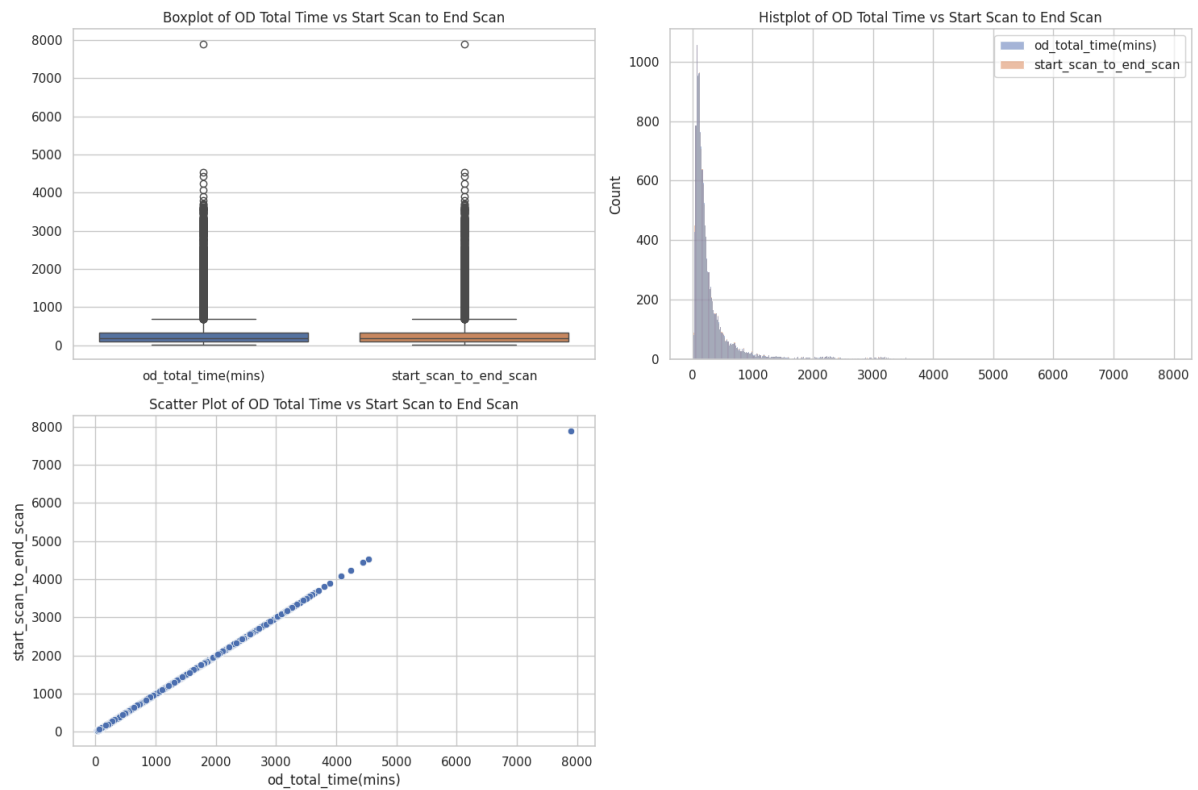 Boxplot of OD Total Time vs Start Scan to End Scan
8000
7000
6000
5000
4000
3000
2000
1000
0
od_total_time(mins)
start_scan_to_end_scan
Histplot of OD Total Time vs Start Scan to End Scan
od_total_time(mins)
start_scan_to_end_scan
Count
1000
800
600
400
200
0
0 1000 2000 3000 4000 5000 6000 7000 8000
Scatter Plot of OD Total Time vs Start Scan to End Scan
start_scan_to_end_scan
8000
7000
6000
5000
4000
3000
2000
1000
0
0 1000 2000 3000 4000 5000 6000 7000 8000
od_total_time(mins)